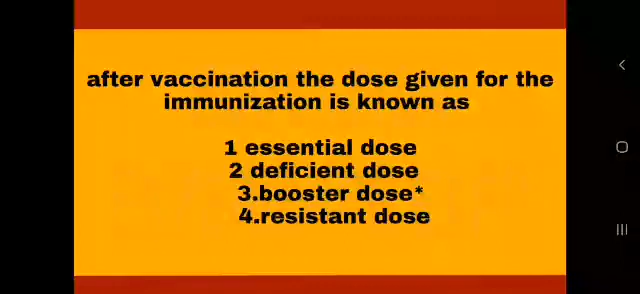 after vaccination the dose given for the
immunization is known as
1 essential dose
2 deficient dose
3.booster dose*
4.resistant dose